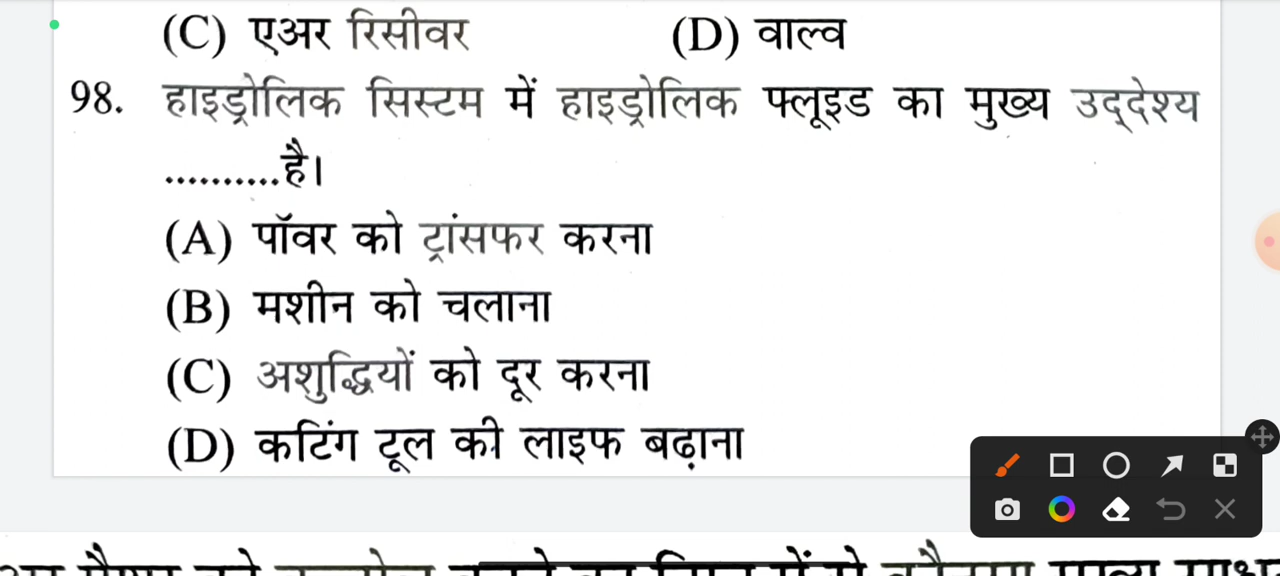 (C) एअर रिसीवर (D) वाल्व
98. हाइड्रोलिक सिस्टम में हाइड्रोलिक फ्लूइड का मुख्य उद्देश्य
..........है।
(A) पॉवर को ट्रांसफर करना
(B) मशीन को चलाना
(C) अशुद्धियों को दूर करना
(D) कटिंग टूल की लाइफ बढ़ाना